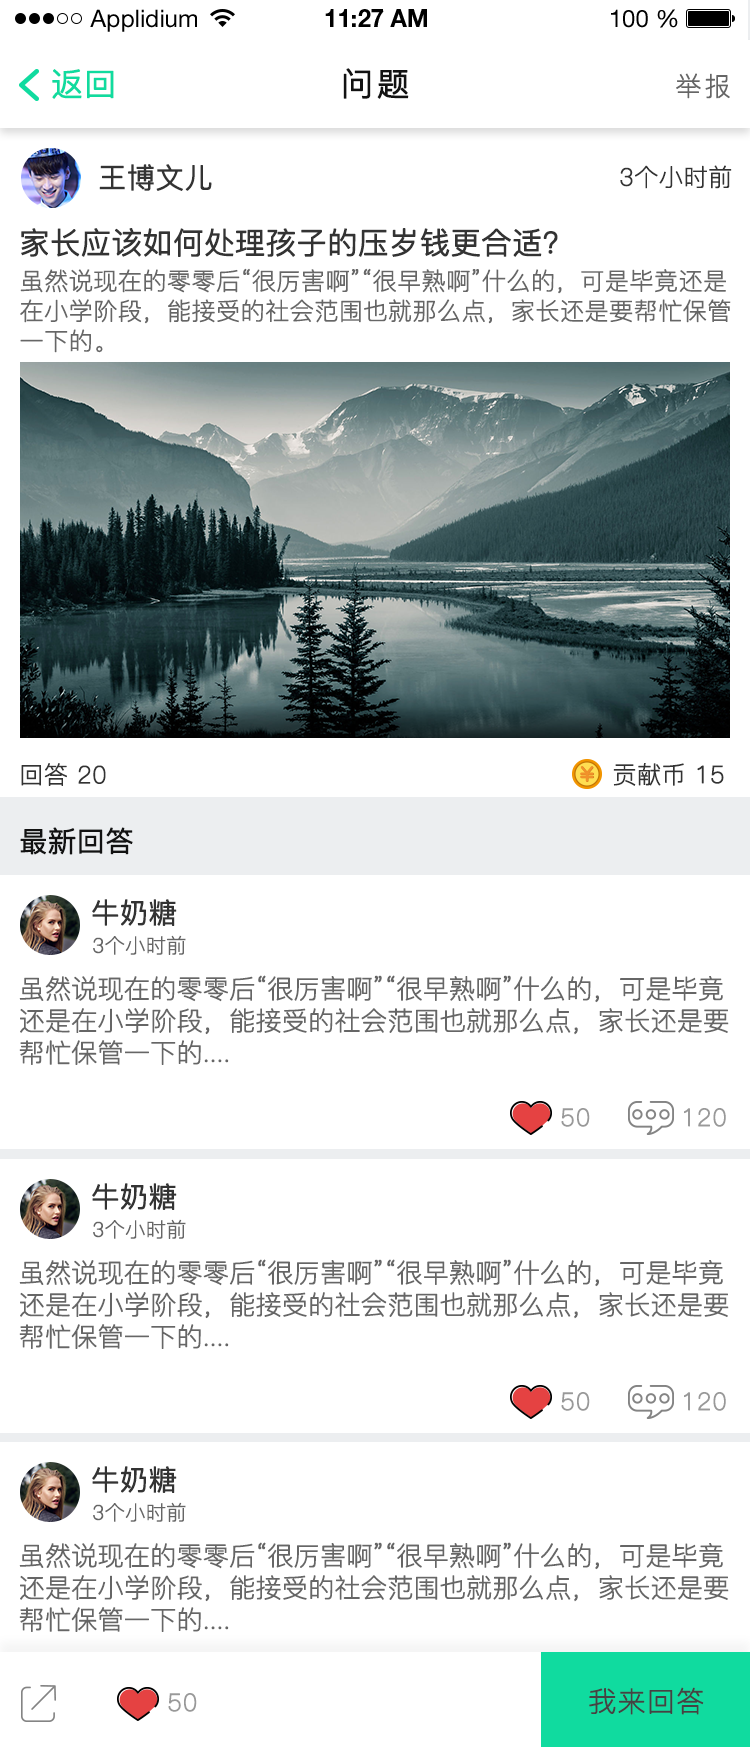 Applidium 11:27 AM 100 %
返回 问题 举报
王博文儿 3个小时前
家长应该如何处理孩子的压岁钱更合适?
虽然说现在的零零后“很厉害啊”“很早熟啊”什么的，可是毕竟还是
在小学阶段，能接受的社会范围也就那么点，家长还是要帮忙保管
一下的。
回答 20 贡献币 15
最新回答
牛奶糖
3个小时前
虽然说现在的零零后“很厉害啊”“很早熟啊”什么的，可是毕竟
还是在小学阶段，能接受的社会范围也就那么点，家长还是要
帮忙保管一下的....
50 120
牛奶糖
3个小时前
虽然说现在的零零后“很厉害啊”“很早熟啊”什么的，可是毕竟
还是在小学阶段，能接受的社会范围也就那么点，家长还是要
帮忙保管一下的....
50 120
牛奶糖
3个小时前
虽然说现在的零零后“很厉害啊”“很早熟啊”什么的，可是毕竟
还是在小学阶段，能接受的社会范围也就那么点，家长还是要
帮忙保管一下的....
50 我来回答